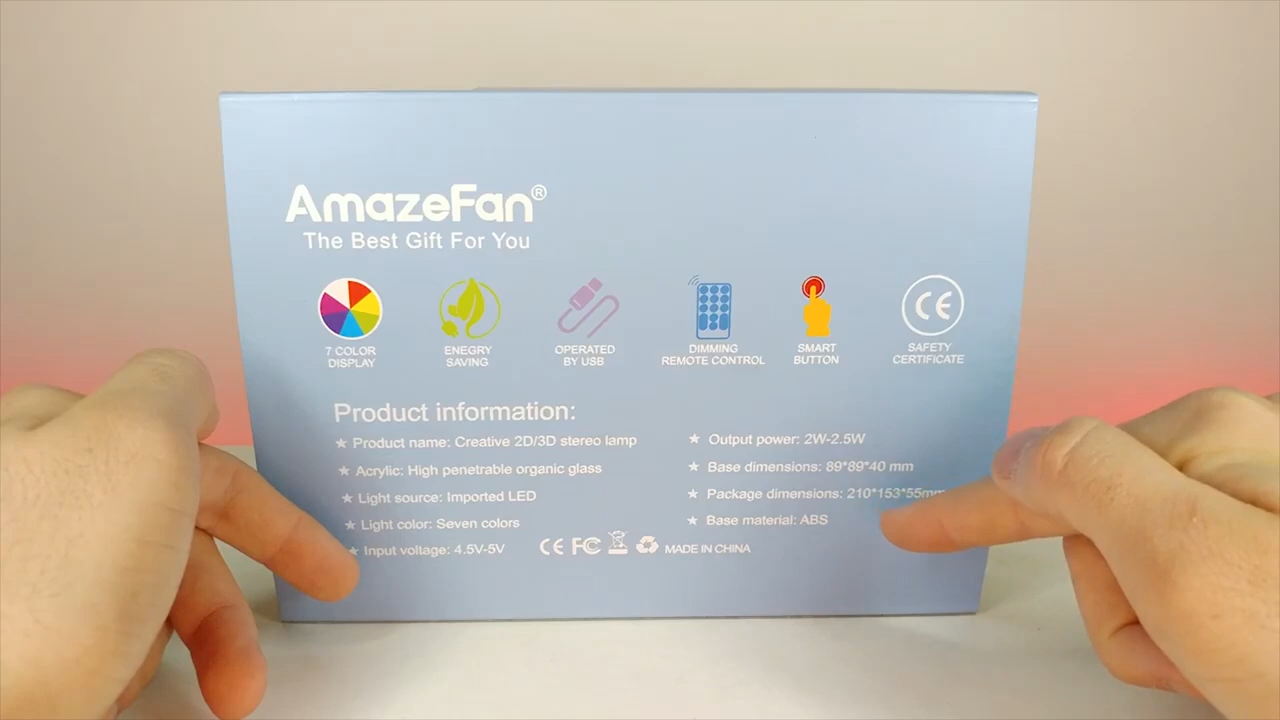 AmazeFan®
The Best Gift For You
7 COLOR
DISPLAY
ENEGRY
SAVING
OPERATED
BY USB
DIMMING
REMOTE CONTROL
SMART
BUTTON
CE
SAFETY
CERTIFICATE
Product information:
★ Product name: Creative 2D/3D stereo lamp
★ Acrylic: High penetrable organic glass
★ Light source: Imported LED
★ Light color: Seven colors
★ Input voltage: 4.5V-5V
★ Output power: 2W-2.5W
★ Base dimensions: 89*89*40 mm
★ Package dimensions: 210*153*55mm
★ Base material: ABS
CE FC MADE IN CHINA